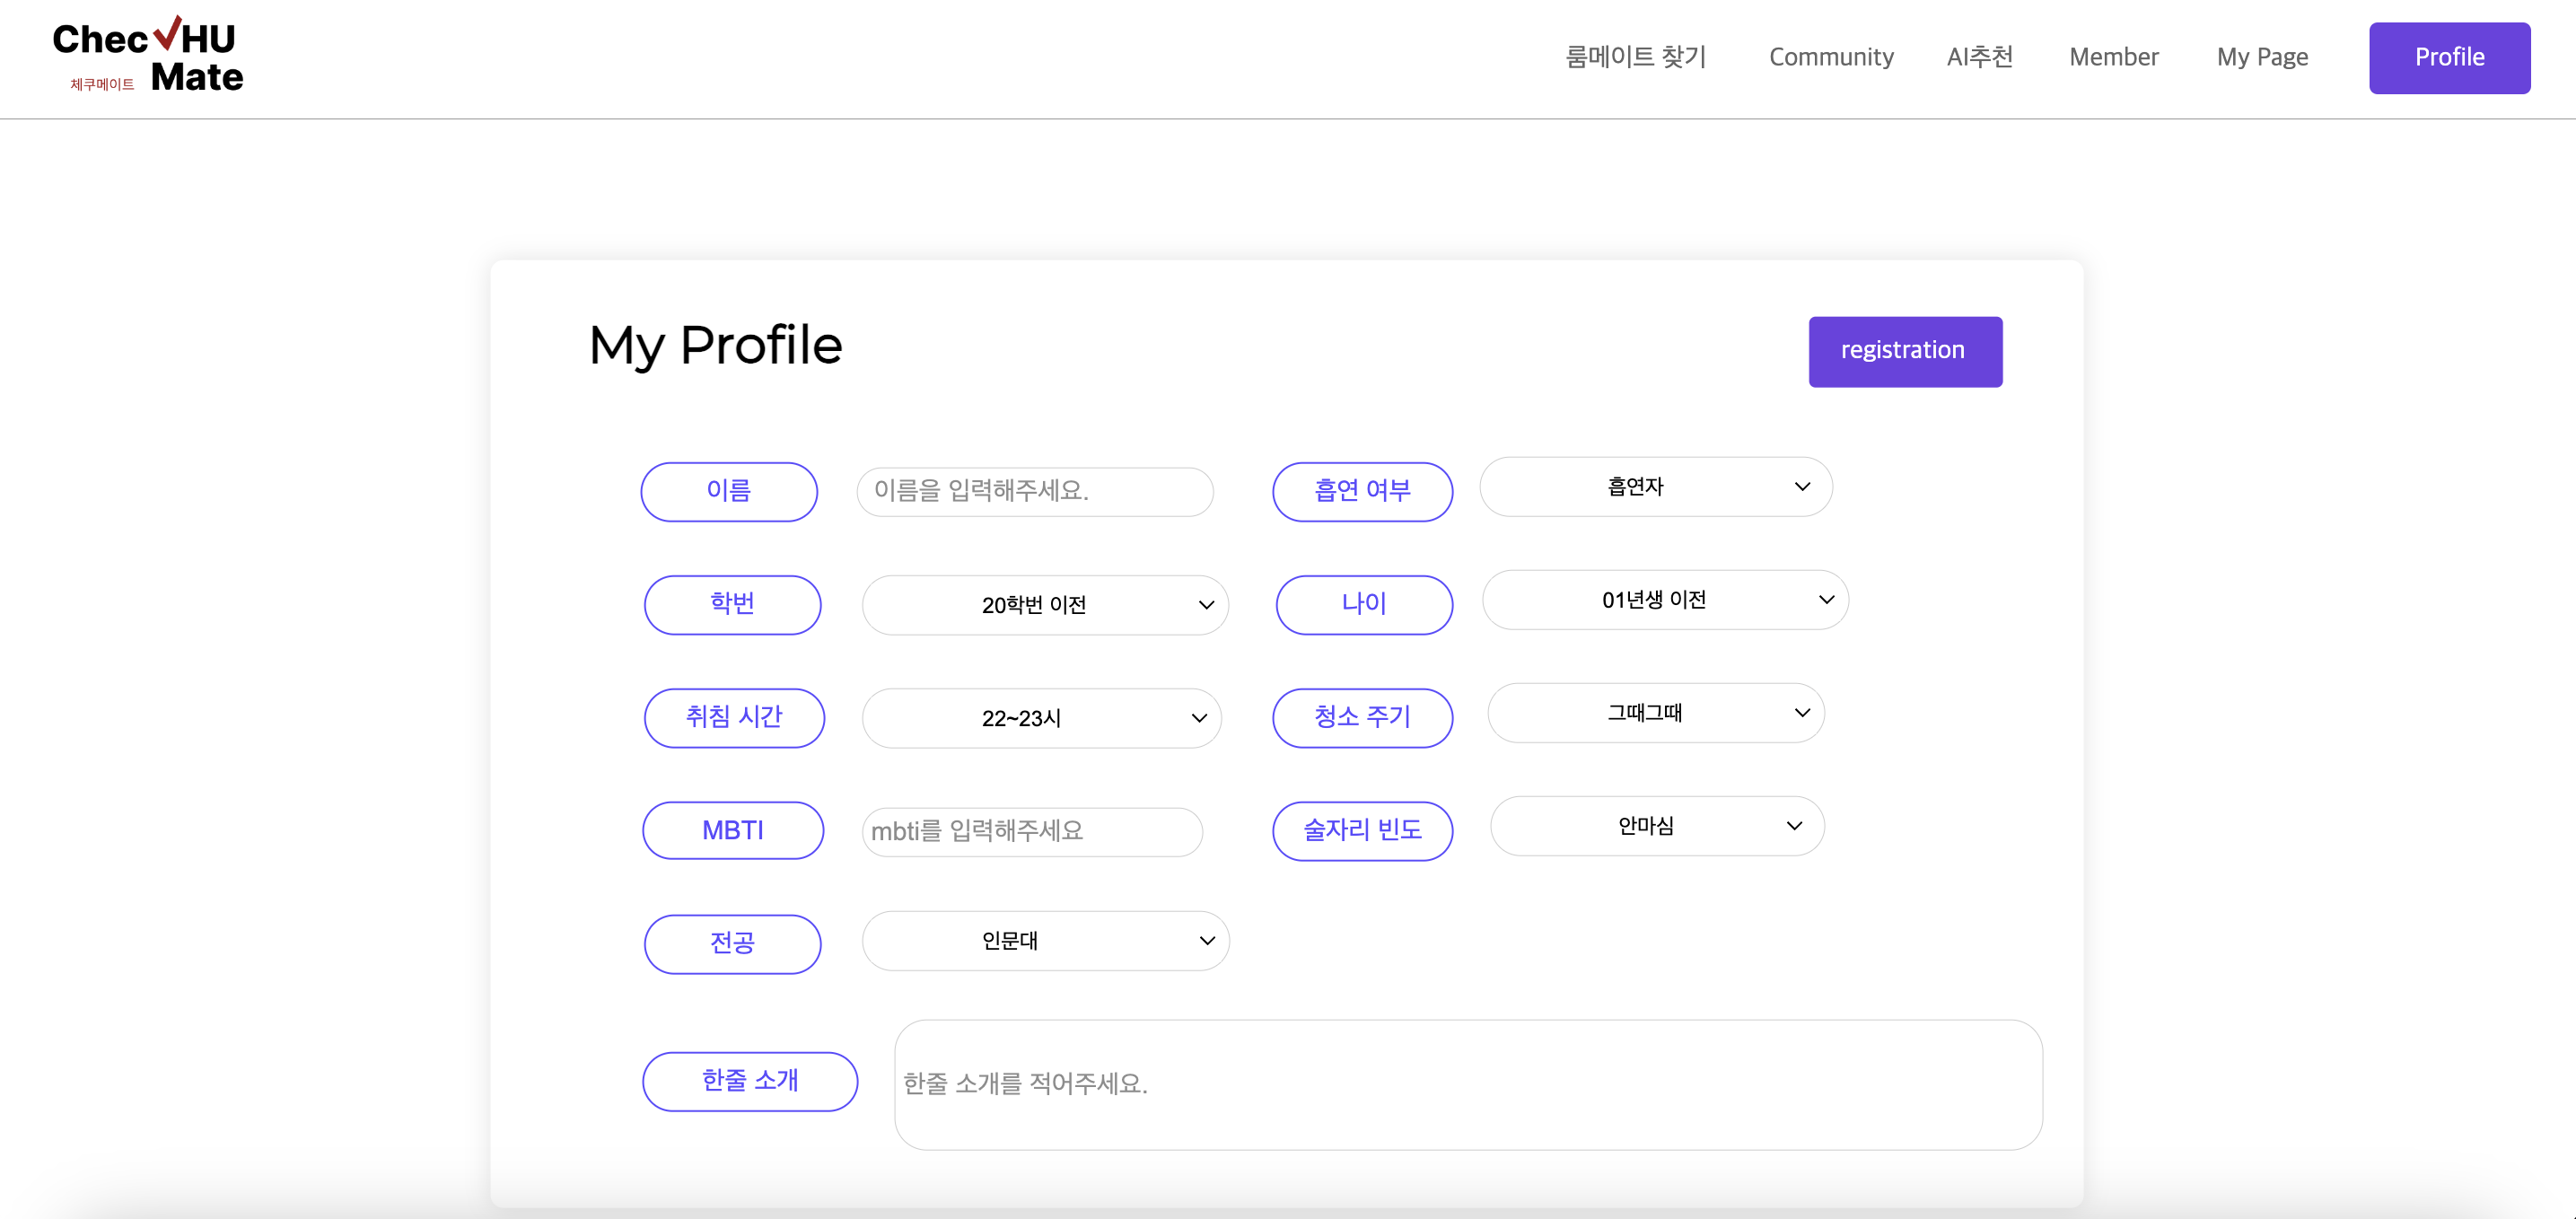 Chec✓HU
체쿠메이트 Mate
룸메이트 찾기 Community AI추천 Member My Page Profile
My Profile registration
이름 이름을 입력해주세요. 흡연 여부 흡연자
학번 20학번 이전 나이 01년생 이전
취침 시간 22~23시 청소 주기 그때그때
MBTI mbti를 입력해주세요 술자리 빈도 안마심
전공 인문대
한줄 소개 한줄 소개를 적어주세요.